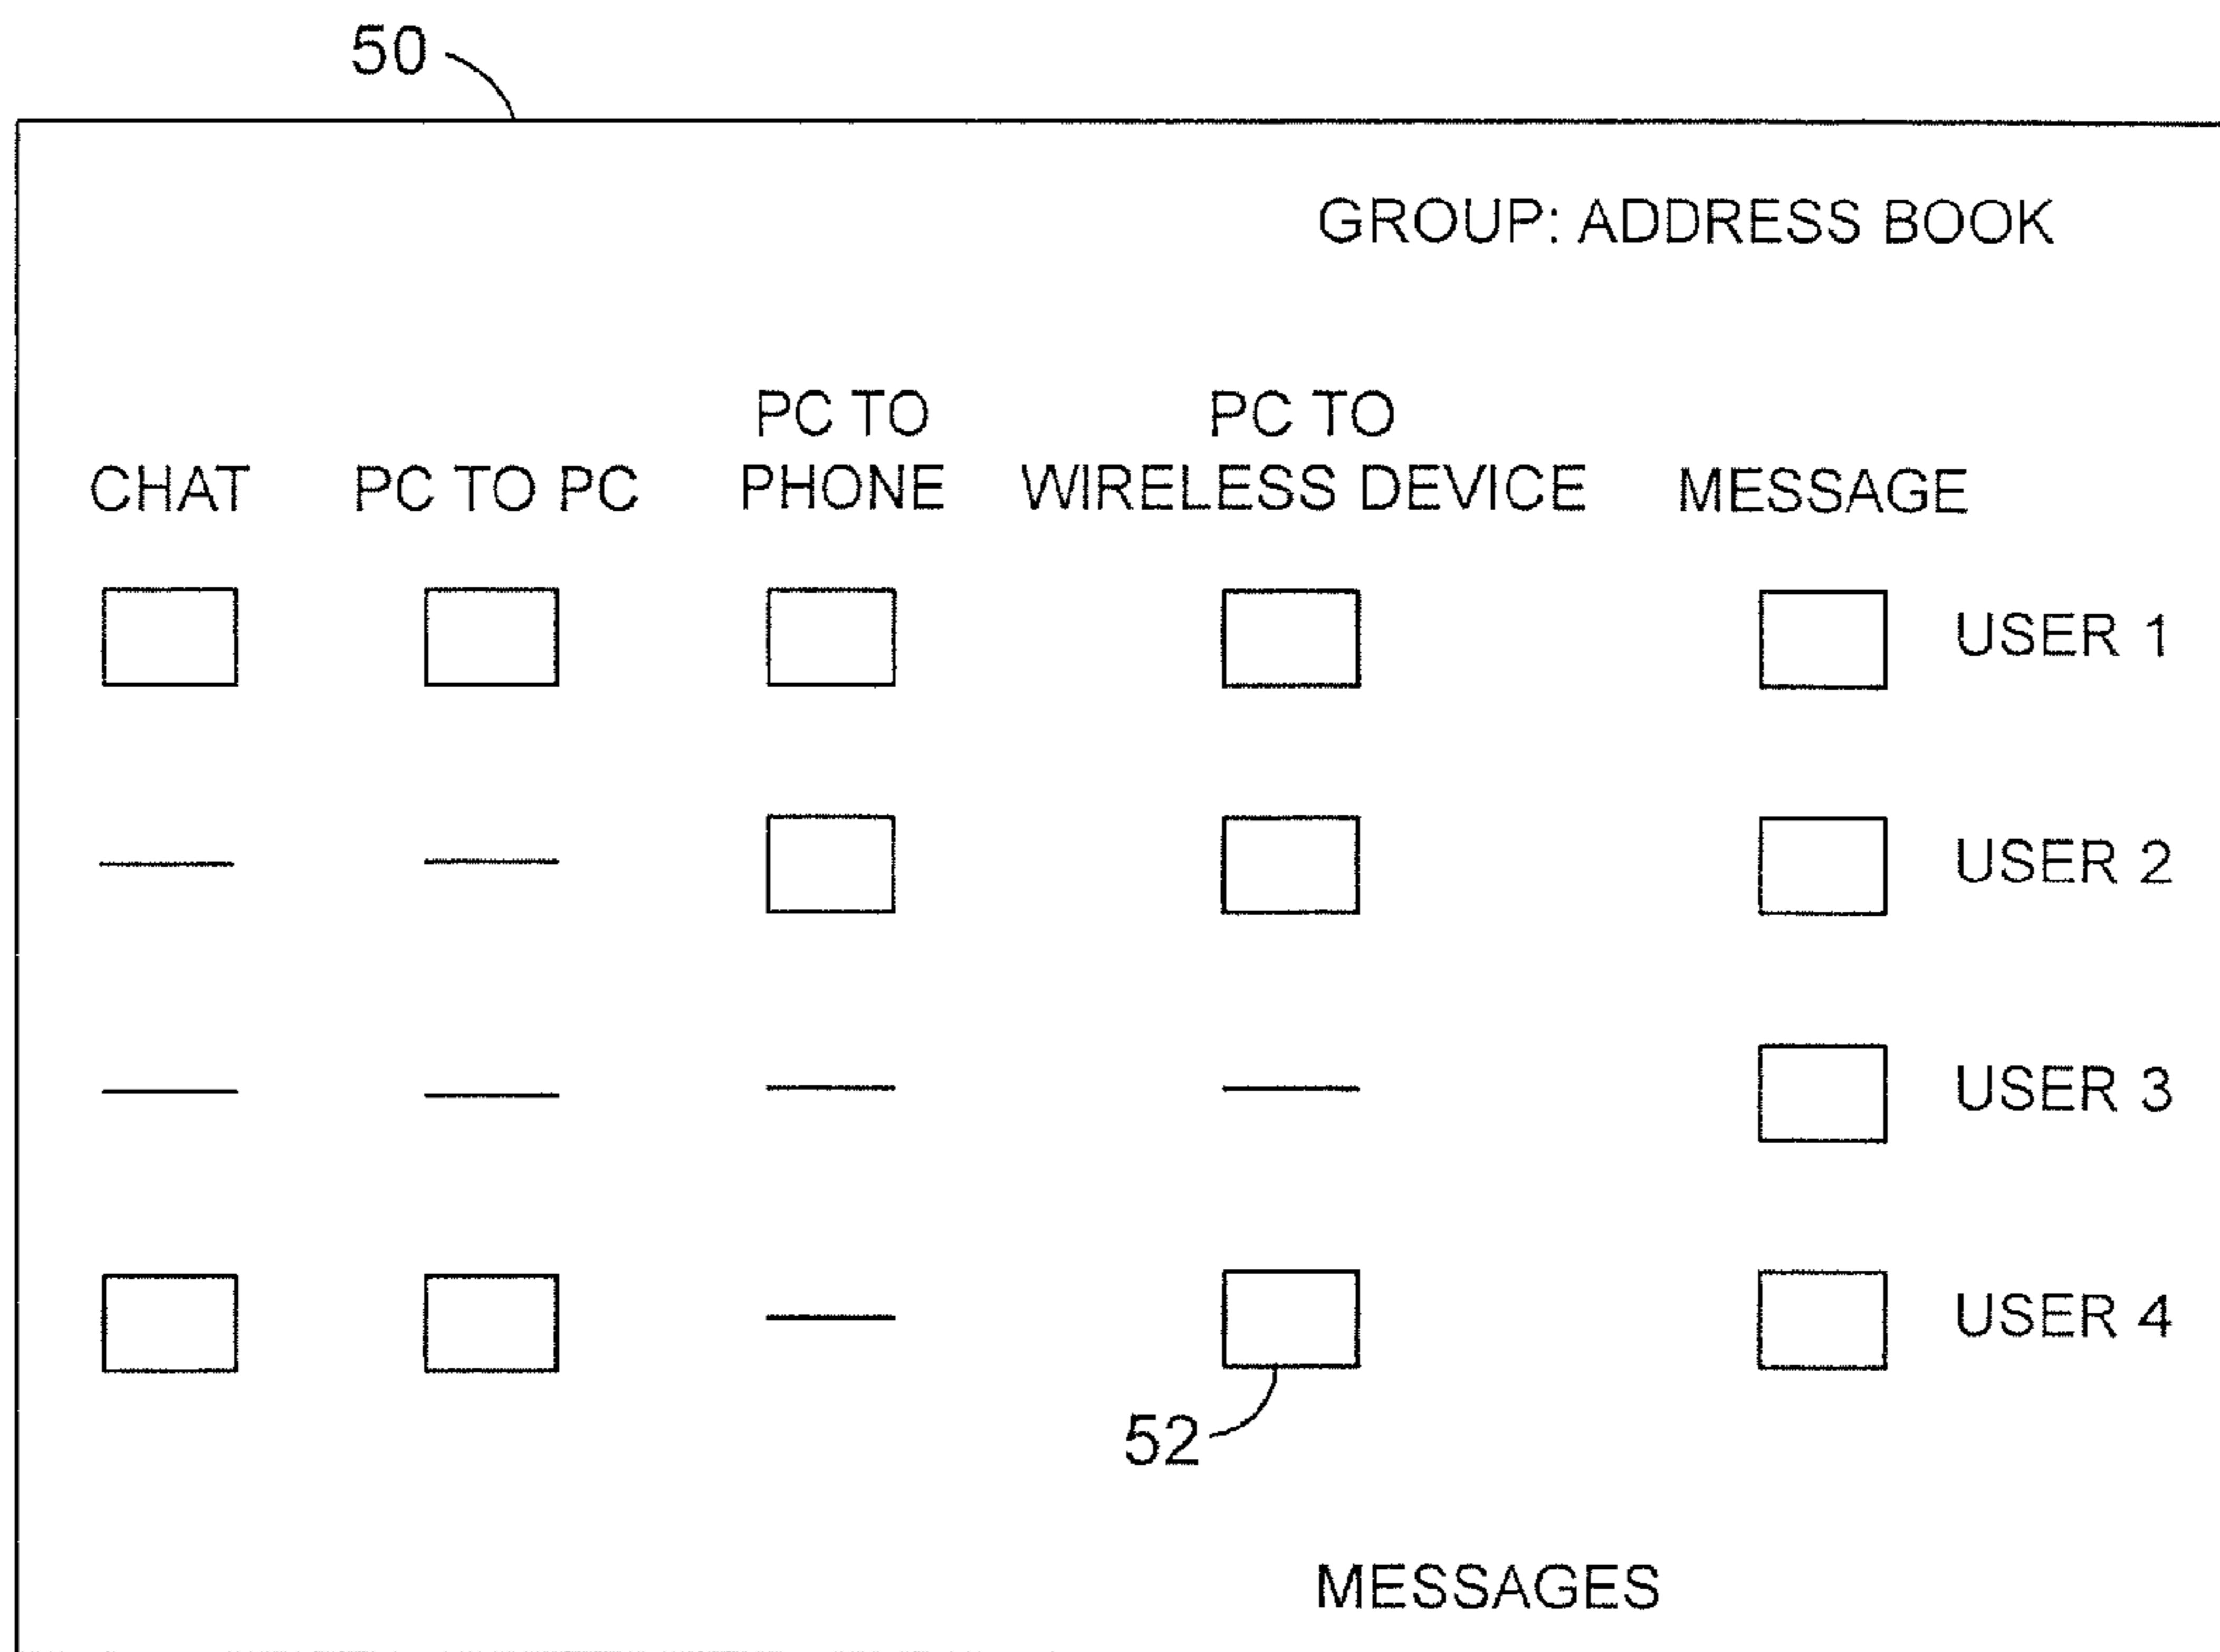 50
GROUP: ADDRESS BOOK
CHAT
PC TO PC
PC TO
PHONE
PC TO
WIRELESS DEVICE
MESSAGE
USER 1
USER 2
USER 3
USER 4
52
MESSAGES